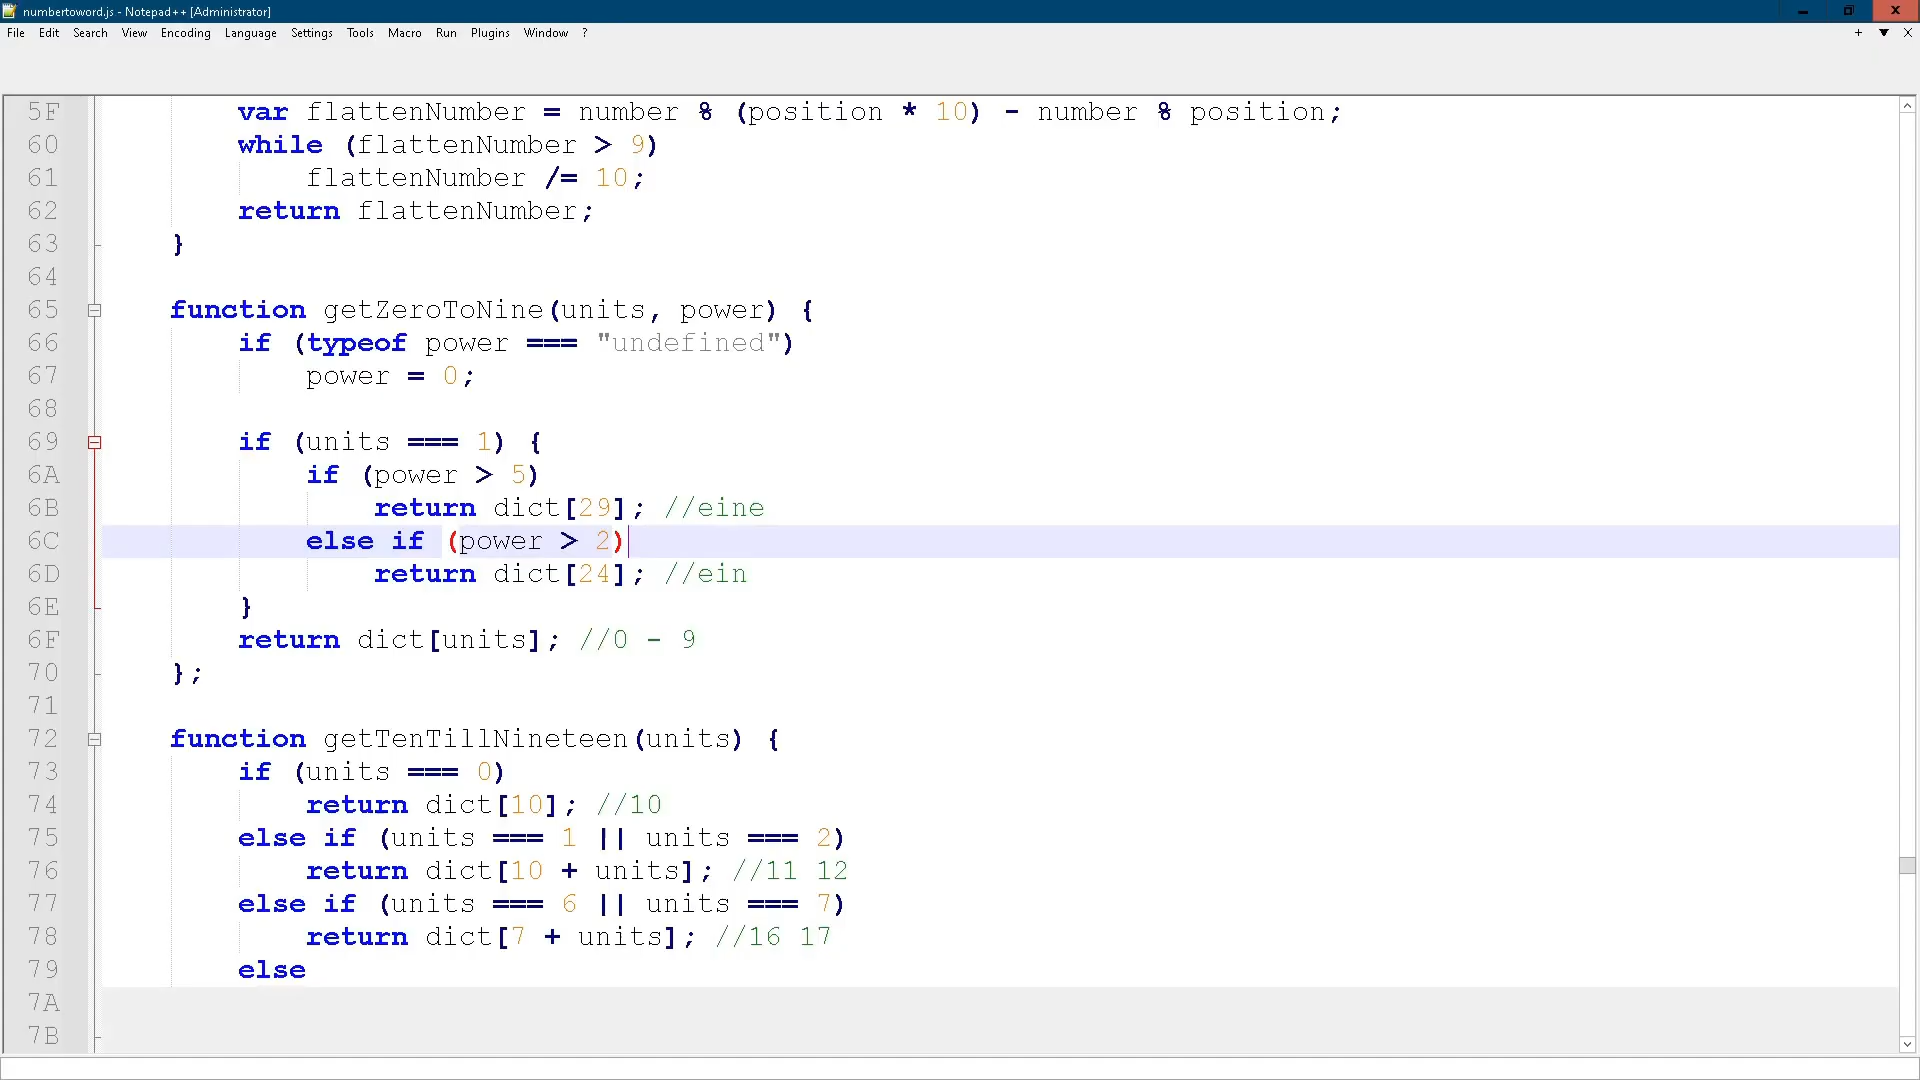 numbertoword.js - Notepad++ [Administrator]
File Edit Search View Encoding Language Settings Tools Macro Run Plugins Window ?
+ ▼ X
5F var flattenNumber = number % (position * 10) - number % position;
60 while (flattenNumber > 9)
61 flattenNumber /= 10;
62 return flattenNumber;
63 }
64
65 function getZeroToNine(units, power) {
66 if (typeof power === "undefined")
67 power = 0;
68
69 if (units === 1) {
6A if (power > 5)
6B return dict[29]; //eine
6C else if (power > 2)
6D return dict[24]; //ein
6E }
6F return dict[units]; //0 - 9
70 };
71
72 function getTenTillNineteen(units) {
73 if (units === 0)
74 return dict[10]; //10
75 else if (units === 1 || units === 2)
76 return dict[10 + units]; //11 12
77 else if (units === 6 || units === 7)
78 return dict[7 + units]; //16 17
79 else
7A
7B